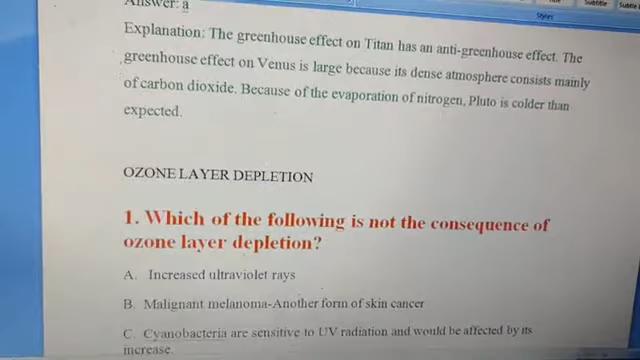 Answer: a
Explanation: The greenhouse effect on Titan has an anti-greenhouse effect. The
greenhouse effect on Venus is large because its dense atmosphere consists mainly
of carbon dioxide. Because of the evaporation of nitrogen, Pluto is colder than
expected.
OZONE LAYER DEPLETION
1. Which of the following is not the consequence of
ozone layer depletion?
A. Increased ultraviolet rays
B. Malignant melanoma-Another form of skin cancer
C. Cyanobacteria are sensitive to UV radiation and would be affected by its
increase.
Subtitle
Styles